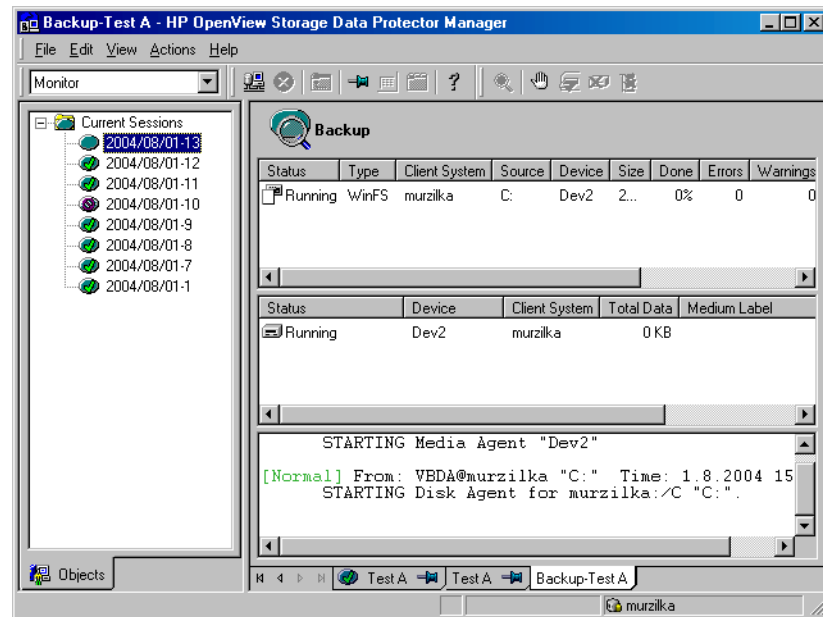 Backup-Test A - HP OpenView Storage Data Protector Manager
File Edit View Actions Help
Monitor
Current Sessions
2004/08/01-13
2004/08/01-12
2004/08/01-11
2004/08/01-10
2004/08/01-9
2004/08/01-8
2004/08/01-7
2004/08/01-1
Objects
Backup
Status Type Client System Source Device Size Done Errors Warnings
Running WinFS murzilka C: Dev2 2... 0% 0 0
Status Device Client System Total Data Medium Label
Running Dev2 murzilka 0 KB
STARTING Media Agent "Dev2"
[Normal] From: VBDA@murzilka "C:" Time: 1.8.2004 15
STARTING Disk Agent for murzilka:/C "C:".
Test A Test A Backup-Test A
murzilka